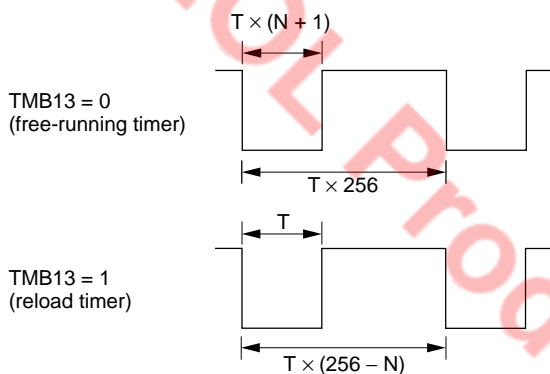 T × (N + 1)
TMB13 = 0
(free-running timer)
T × 256
T
TMB13 = 1
(reload timer)
T × (256 – N)